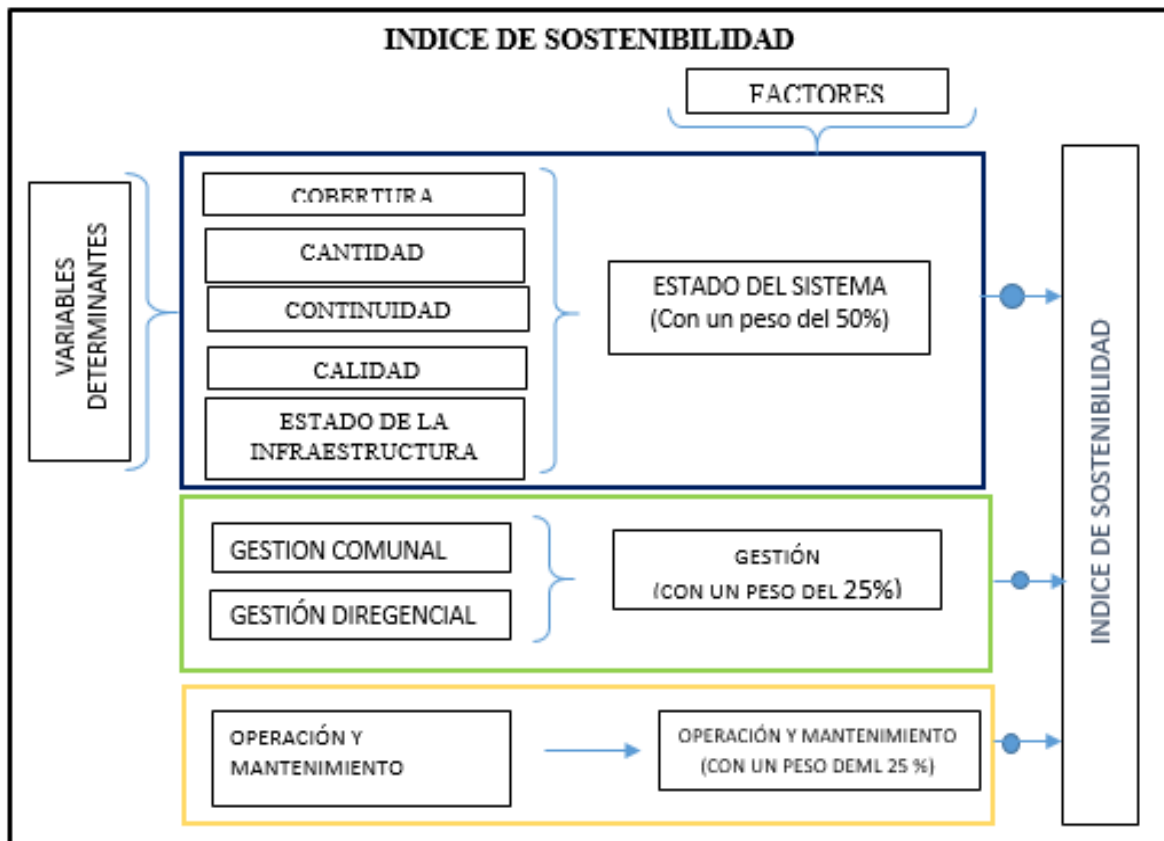 INDICE DE SOSTENIBILIDAD
FACTORES
VARIABLES
DETERMINANTES
COBERTURA
CANTIDAD
CONTINUIDAD
CALIDAD
ESTADO DE LA
INFRAESTRUCTURA
ESTADO DEL SISTEMA
(Con un peso del 50%)
GESTION COMUNAL
GESTIÓN DIREGENCIAL
GESTIÓN
(CON UN PESO DEL 25%)
OPERACIÓN Y
MANTENIMIENTO
OPERACIÓN Y MANTENIMIENTO
(CON UN PESO DEML 25 %)
INDICE DE SOSTENIBILIDAD